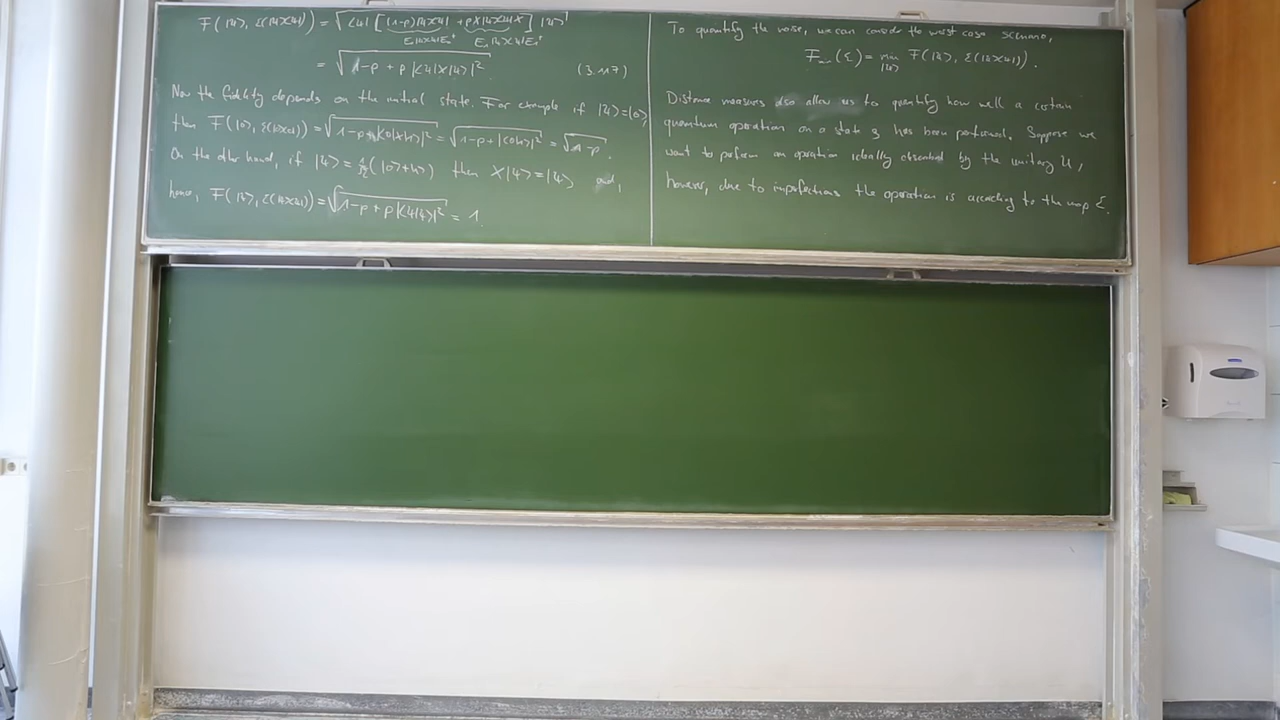 F(|ψ⟩, ℰ(|ψ⟩⟨ψ|)) = √(⟨ψ| [(1-p)|ψ⟩⟨ψ| + pX|ψ⟩⟨ψ|X] |ψ⟩)
= √(1-p + p |⟨ψ|X|ψ⟩|²) (3.117)
Now the fidelity depends on the initial state. For example if |ψ⟩=|0⟩,
then F(|0⟩, ℰ(|0⟩⟨0|)) = √(1-p+p|⟨0|X|0⟩|²) = √(1-p+|⟨0|1⟩|²) = √(1-p).
On the other hand, if |ψ⟩ = 1/√2 (|0⟩+|1⟩) then X|ψ⟩=|ψ⟩ and,
hence, F(|ψ⟩, ℰ(|ψ⟩⟨ψ|)) = √(1-p + p|⟨ψ|ψ⟩|²) = 1.
To quantify the noise, we can consider the worst case scenario,
F_min(ℰ) = min_{|ψ⟩} F(|ψ⟩, ℰ(|ψ⟩⟨ψ|)).
Distance measures also allow us to quantify how well a certain
quantum operation on a state ρ has been performed. Suppose we
want to perform an operation ideally described by the unitary U,
however, due to imperfections the operation is according to the map ℰ.